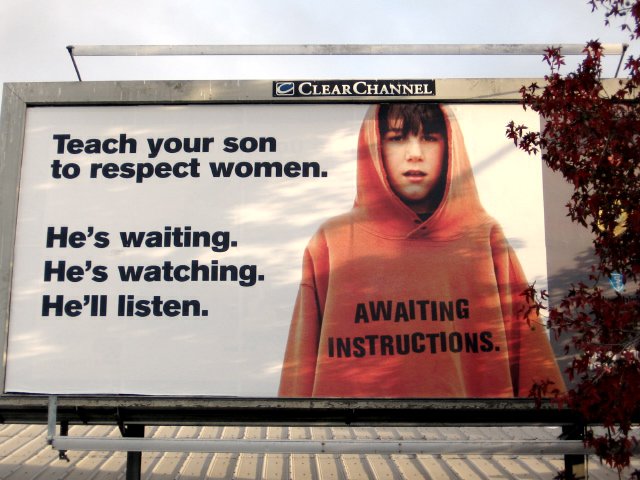 CLEARCHANNEL
Teach your son
to respect women.
He's waiting.
He's watching.
He'll listen.
AWAITING
INSTRUCTIONS.